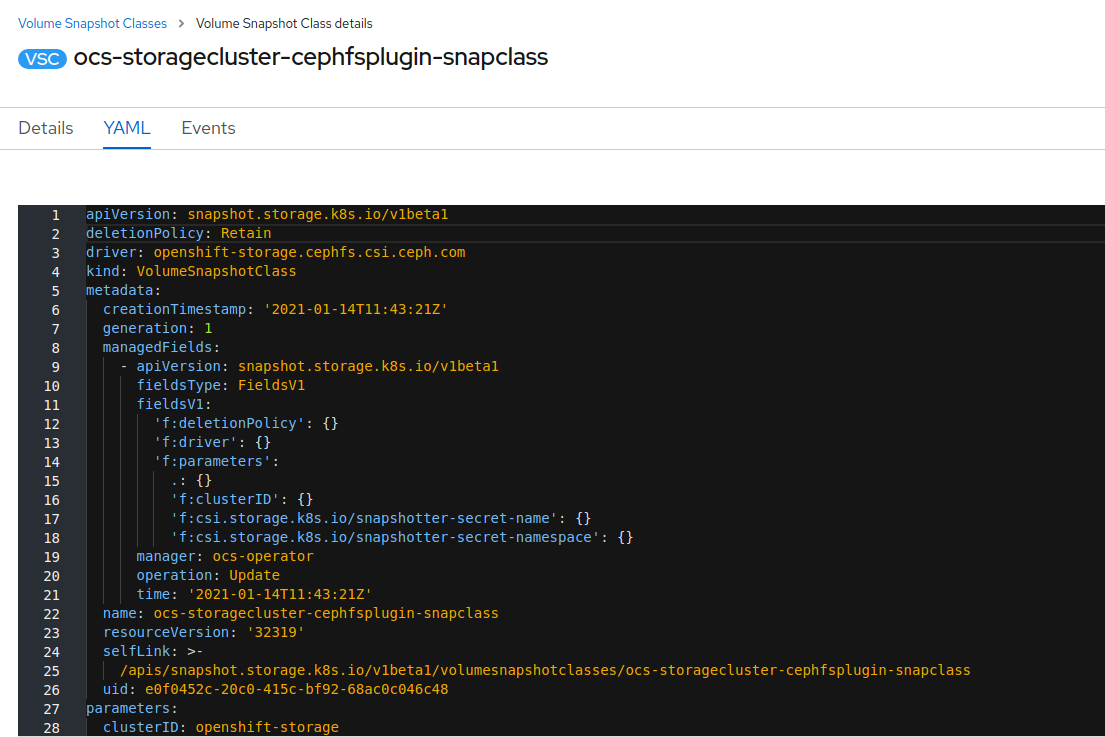 Volume Snapshot Classes > Volume Snapshot Class details
VSC ocs-storagecluster-cephfsplugin-snapclass
Details YAML Events
1 apiVersion: snapshot.storage.k8s.io/v1beta1
2 deletionPolicy: Retain
3 driver: openshift-storage.cephfs.csi.ceph.com
4 kind: VolumeSnapshotClass
5 metadata:
6 creationTimestamp: '2021-01-14T11:43:21Z'
7 generation: 1
8 managedFields:
9 - apiVersion: snapshot.storage.k8s.io/v1beta1
10 fieldsType: FieldsV1
11 fieldsV1:
12 'f:deletionPolicy': {}
13 'f:driver': {}
14 'f:parameters':
15 .: {}
16 'f:clusterID': {}
17 'f:csi.storage.k8s.io/snapshotter-secret-name': {}
18 'f:csi.storage.k8s.io/snapshotter-secret-namespace': {}
19 manager: ocs-operator
20 operation: Update
21 time: '2021-01-14T11:43:21Z'
22 name: ocs-storagecluster-cephfsplugin-snapclass
23 resourceVersion: '32319'
24 selfLink: >-
25 /apis/snapshot.storage.k8s.io/v1beta1/volumesnapshotclasses/ocs-storagecluster-cephfsplugin-snapclass
26 uid: e0f0452c-20c0-415c-bf92-68ac0c046c48
27 parameters:
28 clusterID: openshift-storage